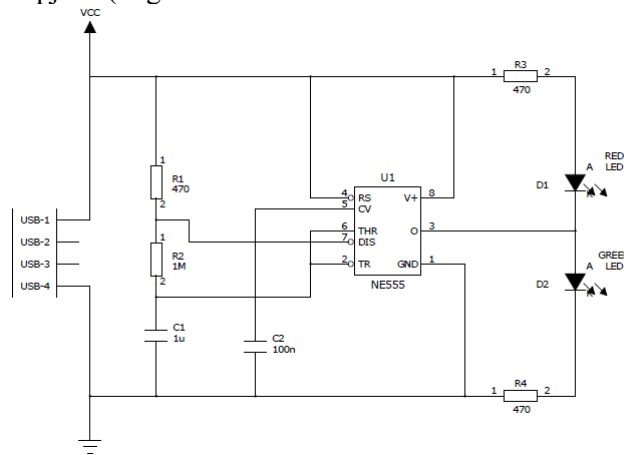 VCC
1 R3 2
470
RED
LED
A
D1
K
1
R1
470
2
U1
4 RS V+ 8
5 CV
6 THR O 3
7 DIS
2 TR GND 1
NE555
USB-1
USB-2
USB-3
USB-4
1
R2
1M
2
GREE
LED
A
D2
K
C1
1u
C2
100n
1 R4 2
470